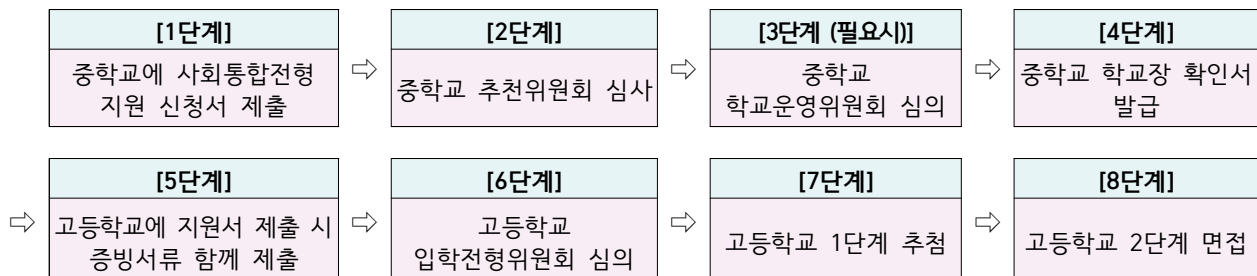 [1단계]
중학교에 사회통합전형
지원 신청서 제출
⇨
[2단계]
중학교 추천위원회 심사
⇨
[3단계 (필요시)]
중학교
학교운영위원회 심의
⇨
[4단계]
중학교 학교장 확인서
발급
⇨
[5단계]
고등학교에 지원서 제출 시
증빙서류 함께 제출
⇨
[6단계]
고등학교
입학전형위원회 심의
⇨
[7단계]
고등학교 1단계 추첨
⇨
[8단계]
고등학교 2단계 면접